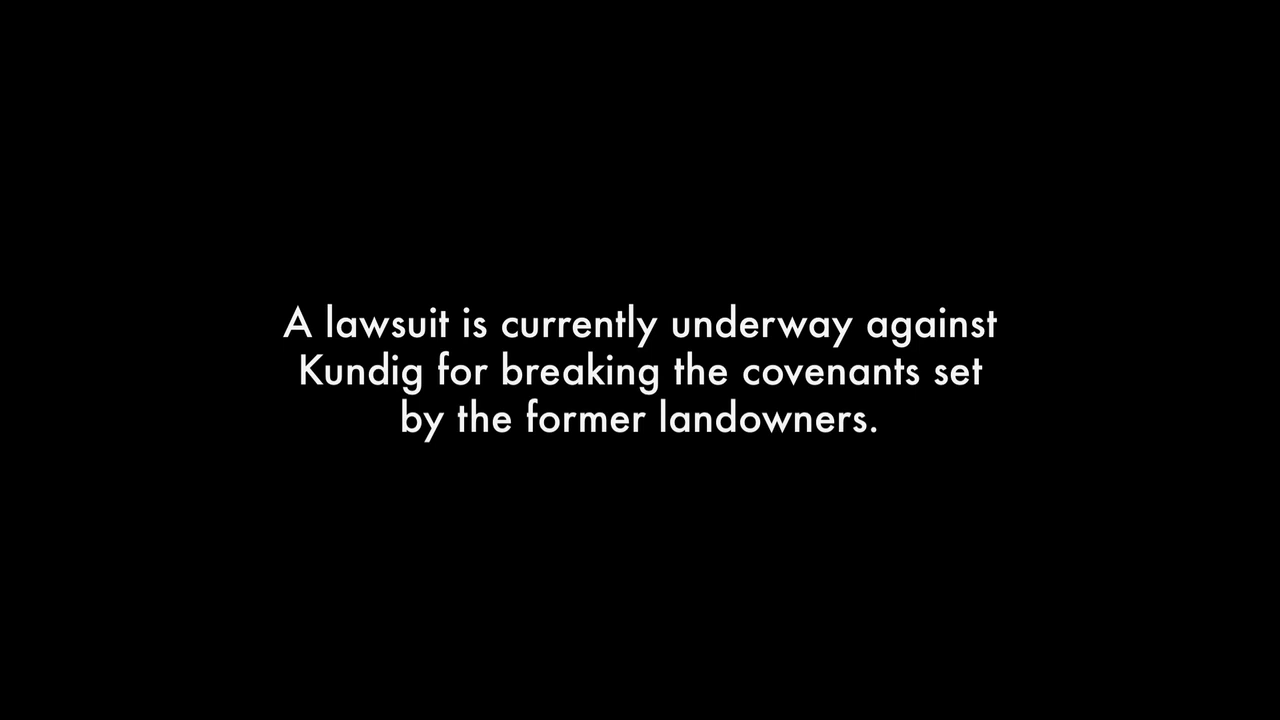 A lawsuit is currently underway against
Kundig for breaking the covenants set
by the former landowners.